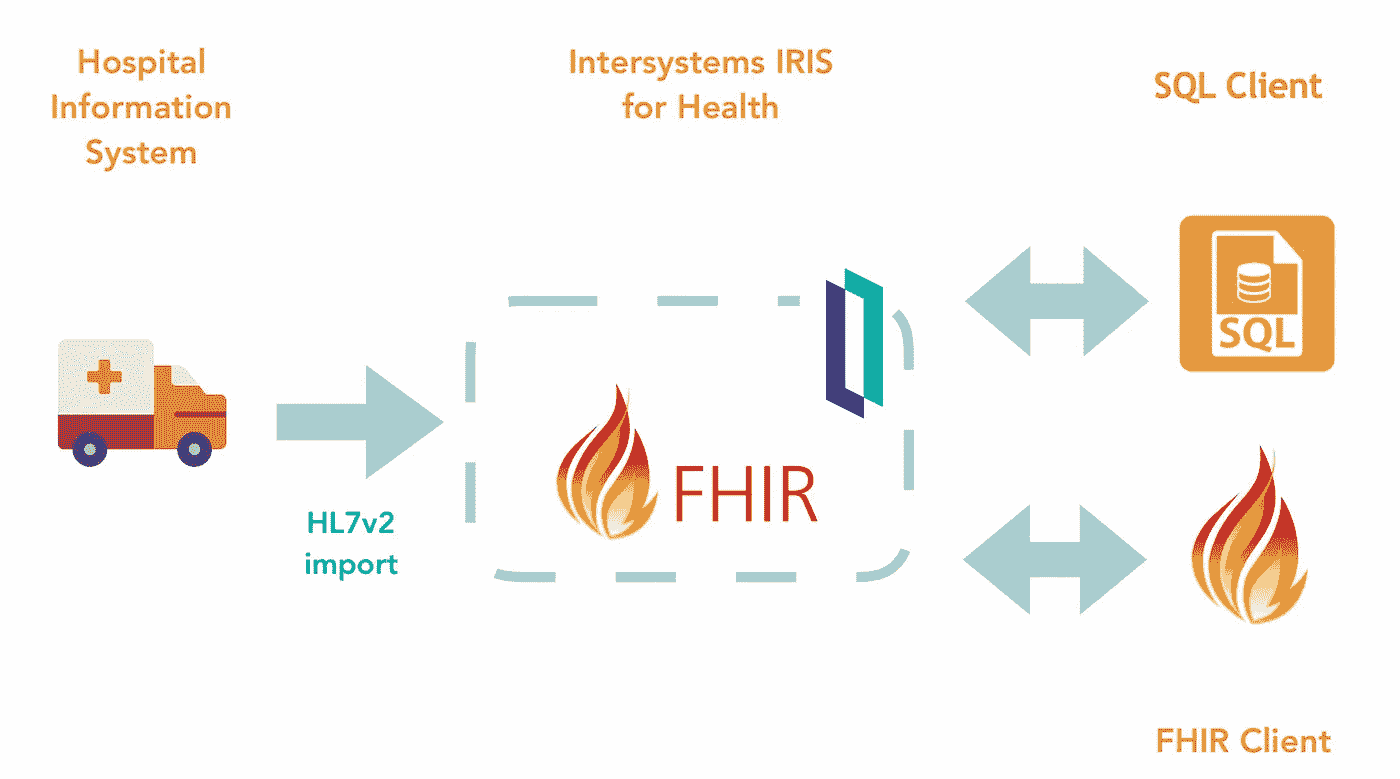 Hospital
Information
System
Intersystems IRIS
for Health
SQL Client
SQL
FHIR
HL7v2
import
FHIR Client